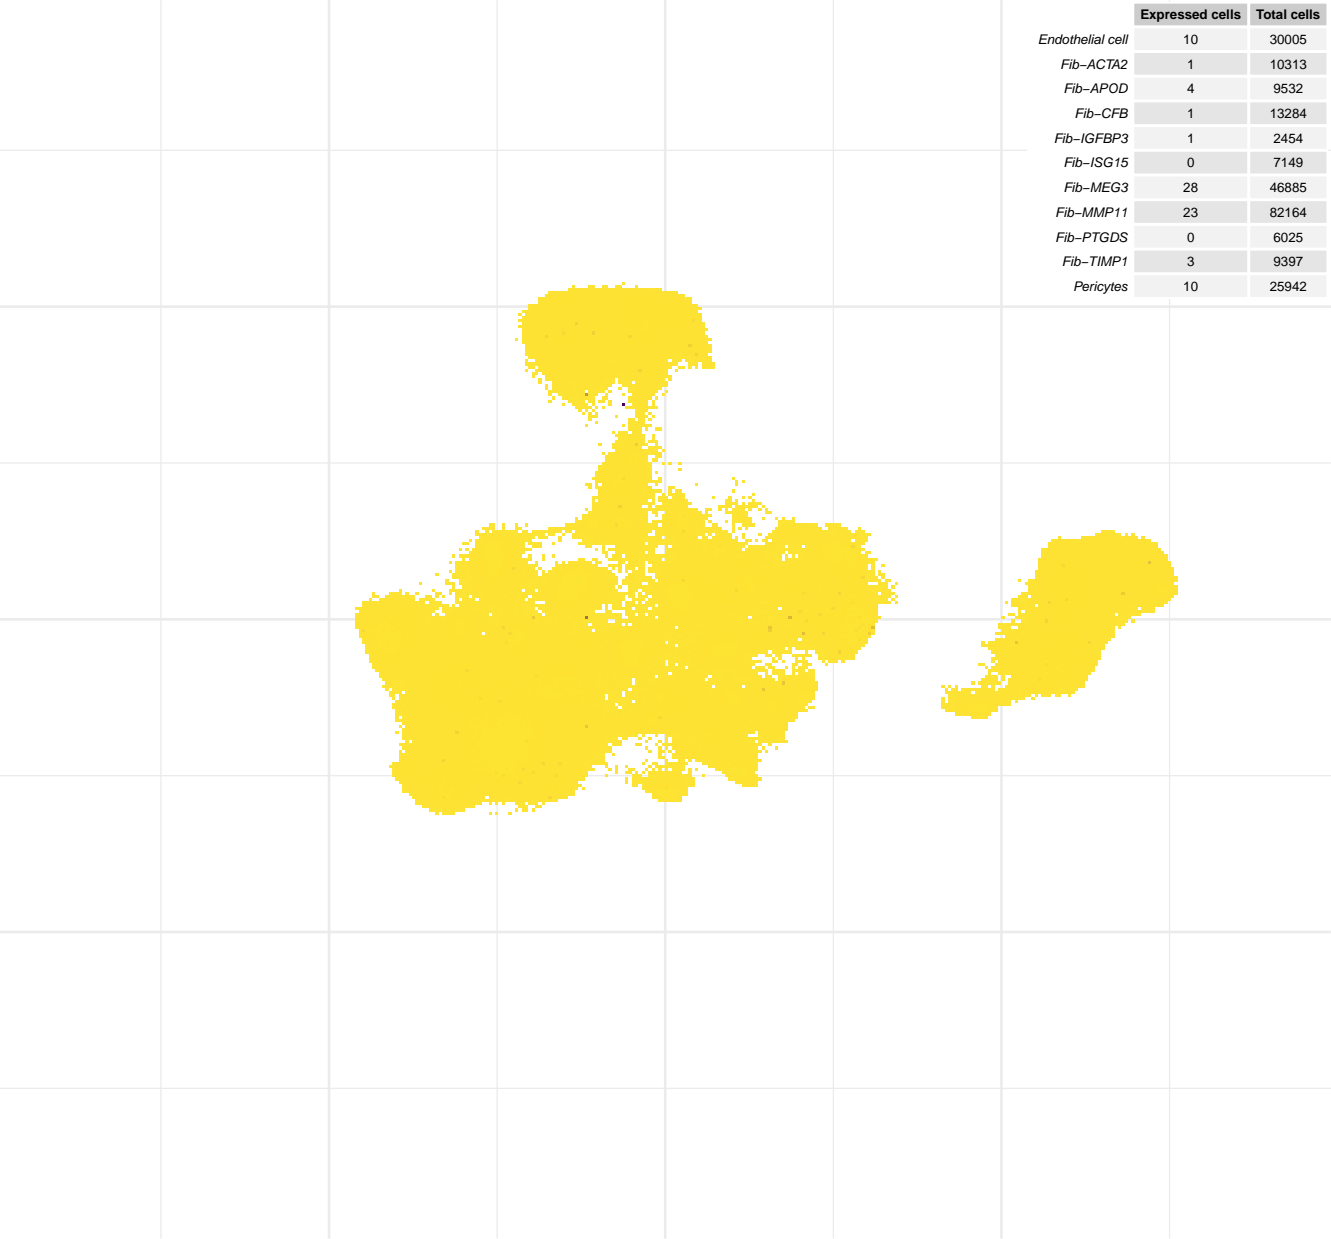 Expressed cells Total cells
Endothelial cell 10 30005
Fib−ACTA2 1 10313
Fib−APOD 4 9532
Fib−CFB 1 13284
Fib−IGFBP3 1 2454
Fib−ISG15 0 7149
Fib−MEG3 28 46885
Fib−MMP11 23 82164
Fib−PTGDS 0 6025
Fib−TIMP1 3 9397
Pericytes 10 25942